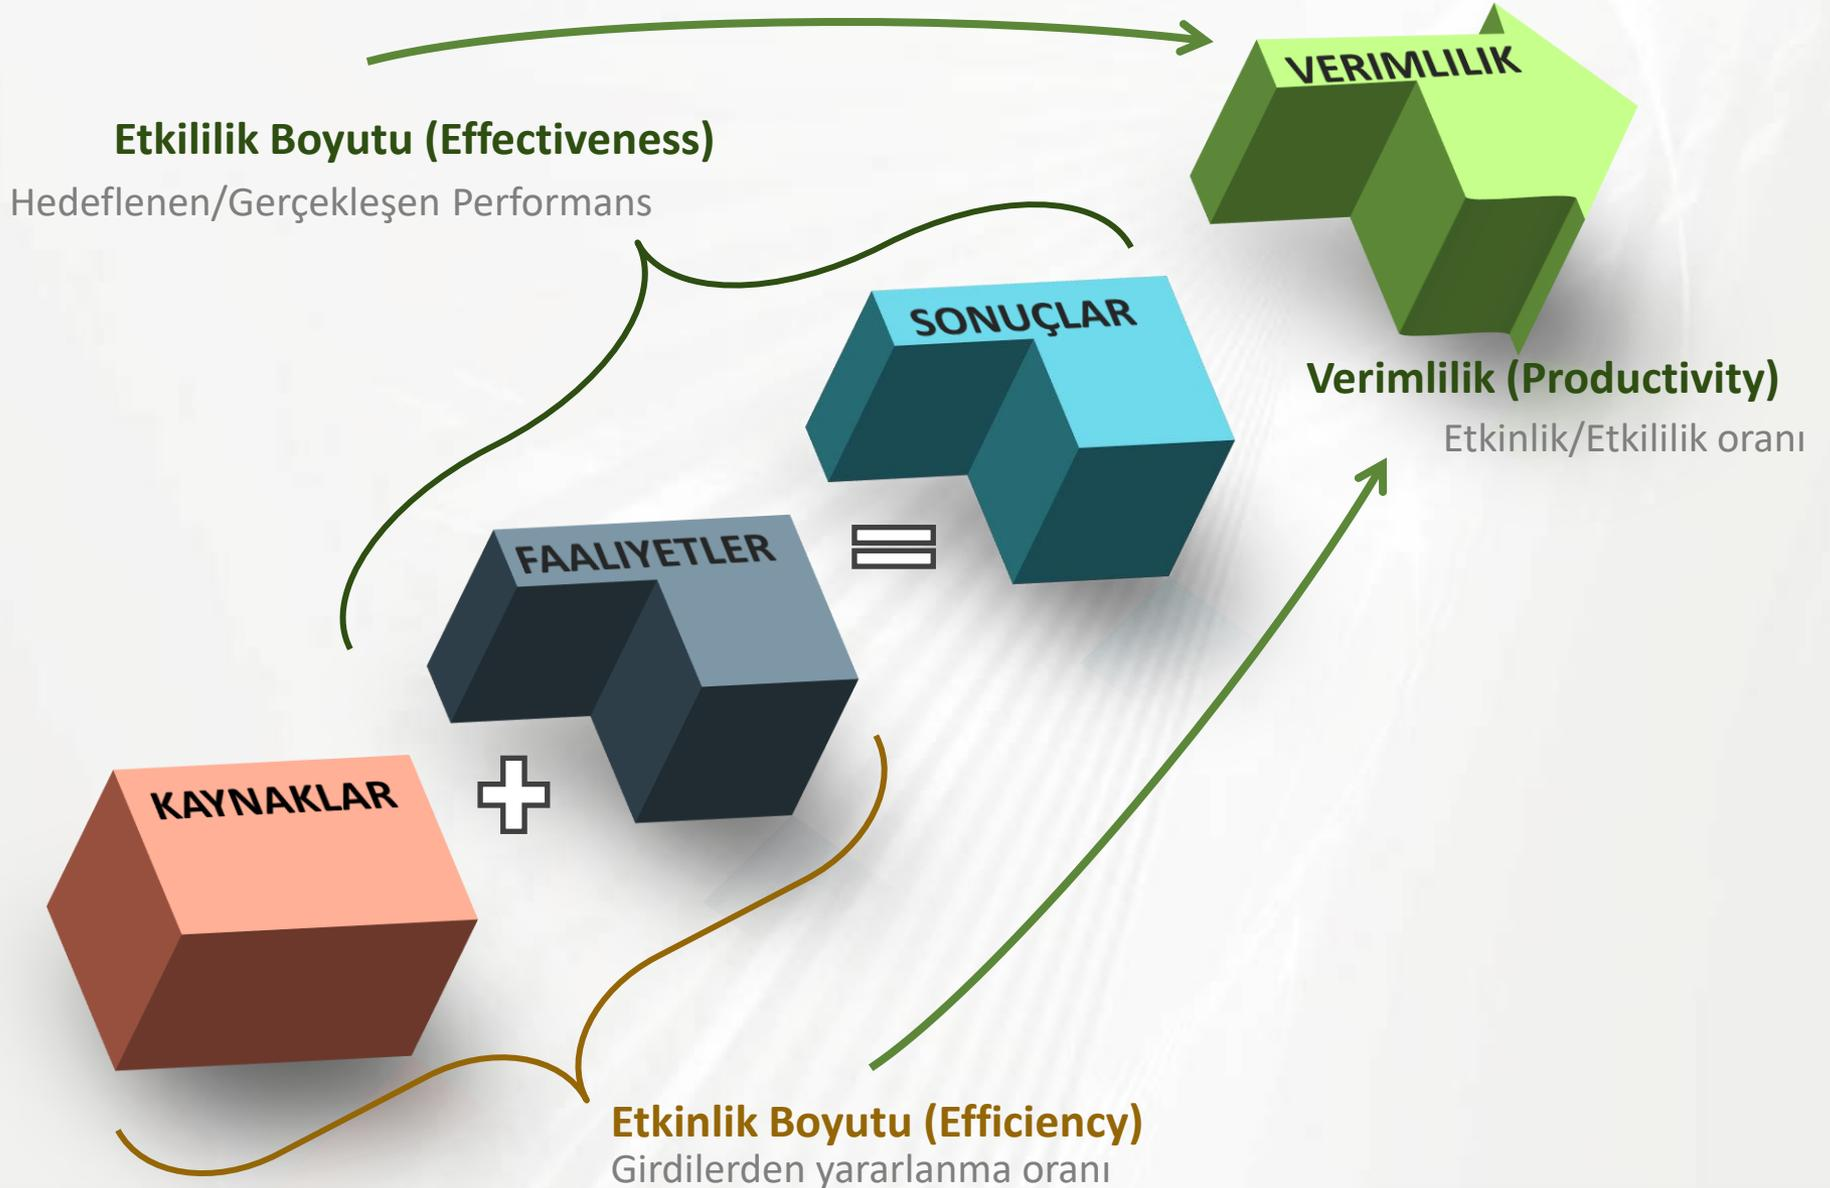 VERIMLILIK
Etkililik Boyutu (Effectiveness)
Hedeflenen/Gerçekleşen Performans
SONUÇLAR
Verimlilik (Productivity)
Etkinlik/Etkililik oranı
FAALIYETLER
KAYNAKLAR
Etkinlik Boyutu (Efficiency)
Girdilerden yararlanma oranı